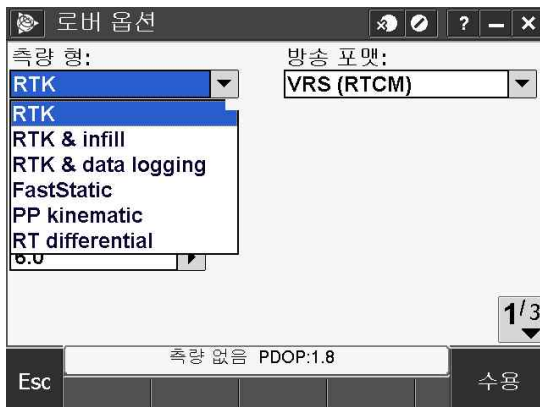 로버 옵션
? – ×
측량 형:
방송 포맷:
RTK
VRS (RTCM)
RTK
RTK & infill
RTK & data logging
FastStatic
PP kinematic
RT differential
6.0
1/3
측량 없음 PDOP:1.8
Esc
수용